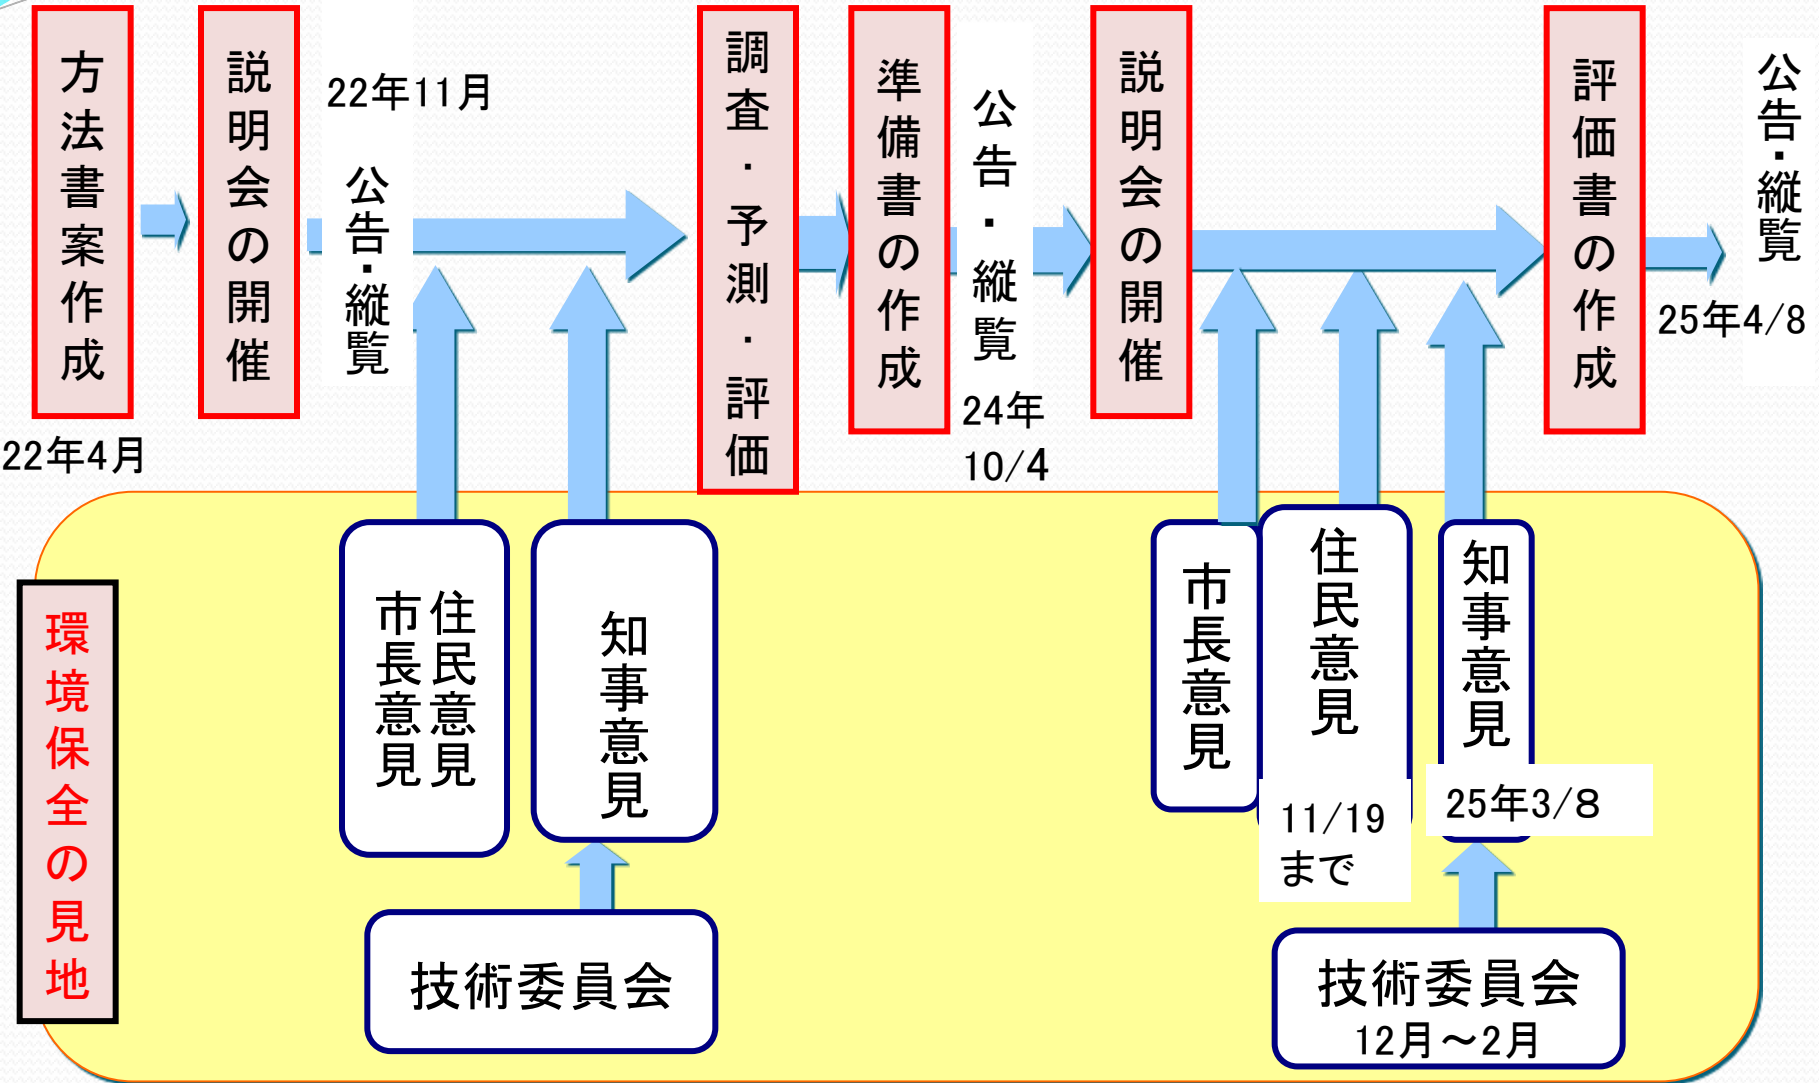 方法書案作成
22年4月
説明会の開催
22年11月
公告・縦覧
調査・予測・評価
準備書の作成
公告・縦覧
24年
10/4
説明会の開催
評価書の作成
公告・縦覧
25年4/8
環境保全の見地
住民意見
市長意見
知事意見
技術委員会
市長意見
住民意見
11/19
まで
知事意見
25年3/8
技術委員会
12月～2月